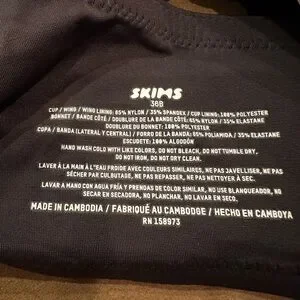 SKIMS
36B
CUP / WING / WING LINING: 65% NYLON / 35% SPANDEX / CUP LINING: 100% POLYESTER
BONNET / BANDE CÔTÉ / DOUBLURE DE LA BANDE CÔTÉ: 65% NYLON / 35% ELASTANE
DOUBLURE DU BONNET: 100% POLYESTER
COPA / BANDA (LATERAL Y CENTRAL) / FORRO DE LA BANDA: 65% POLIAMIDA / 35% ELASTANO
ESCUDETE: 100% ALGODÓN
HAND WASH COLD WITH LIKE COLORS, DO NOT BLEACH, DO NOT TUMBLE DRY,
DO NOT IRON, DO NOT DRY CLEAN.
LAVER À LA MAIN À L'EAU FROIDE AVEC COULEURS SIMILAIRES, NE PAS JAVELLISER, NE PAS
SÉCHER PAR CULBUTAGE, NE PAS REPASSER, NE PAS NETTOYER À SEC.
LAVAR A MANO CON AGUA FRÍA Y PRENDAS DE COLOR SIMILAR, NO USE BLANQUEADOR, NO
SECAR EN SECADORA, NO PLANCHAR, NO LAVAR EN SECO.
MADE IN CAMBODIA / FABRIQUÉ AU CAMBODGE / HECHO EN CAMBOYA
RN 158973